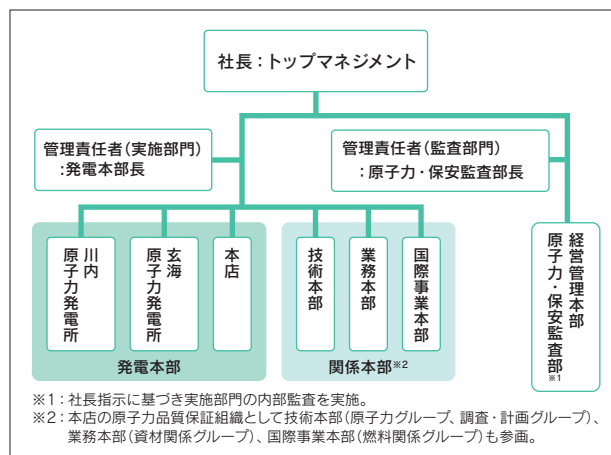 社長：トップマネジメント
管理責任者（実施部門）
：発電本部長
管理責任者（監査部門）
：原子力・保安監査部長
川内
原子力発電所
玄海
原子力発電所
本店
発電本部
技術本部
業務本部
国際事業本部
関係本部※2
経営管理本部
原子力・保安監査部
※1
※1：社長指示に基づき実施部門の内部監査を実施。
※2：本店の原子力品質保証組織として技術本部（原子力グループ、調査・計画グループ）、
業務本部（資材関係グループ）、国際事業本部（燃料関係グループ）も参画。